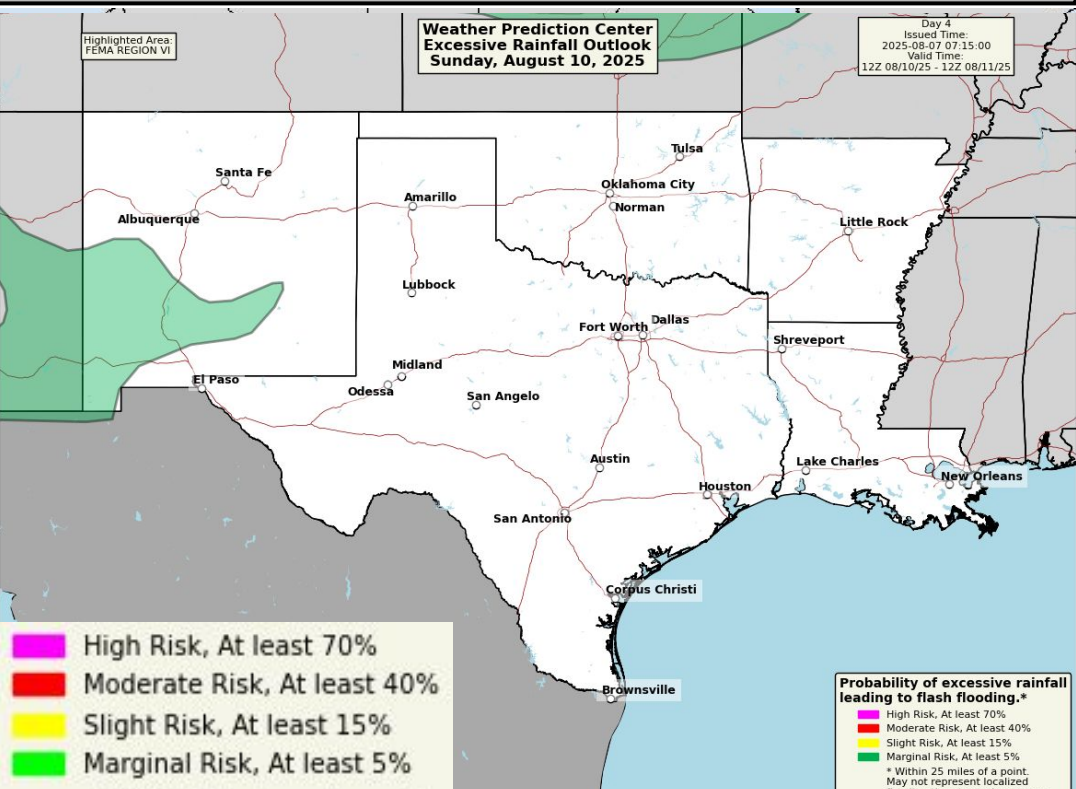 Highlighted Area:
FEMA REGION VI
Weather Prediction Center
Excessive Rainfall Outlook
Sunday, August 10, 2025
Day 4
Issued Time:
2025-08-07 07:15:00
Valid Time:
12Z 08/10/25 - 12Z 08/11/25
Tulsa
Santa Fe
Oklahoma City
Amarillo
Norman
Albuquerque
Little Rock
Lubbock
Dallas
Fort Worth
Shreveport
Midland
El Paso
Odessa
San Angelo
Austin
Lake Charles
New Orleans
Houston
San Antonio
Corpus Christi
Brownsville
High Risk, At least 70%
Moderate Risk, At least 40%
Slight Risk, At least 15%
Marginal Risk, At least 5%
Probability of excessive rainfall
leading to flash flooding.*
High Risk, At least 70%
Moderate Risk, At least 40%
Slight Risk, At least 15%
Marginal Risk, At least 5%
* Within 25 miles of a point.
May not represent localized